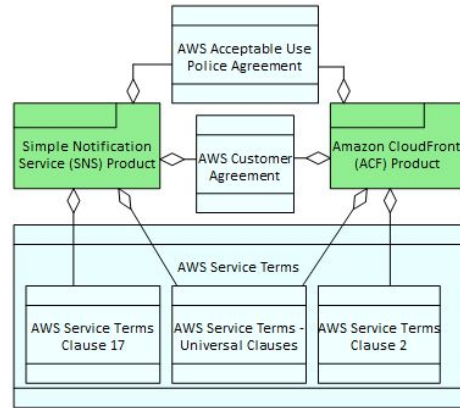 AWS Acceptable Use
Police Agreement
Simple Notification
Service (SNS) Product
AWS Customer
Agreement
Amazon CloudFront
(ACF) Product
AWS Service Terms
AWS Service Terms
Clause 17
AWS Service Terms -
Universal Clauses
AWS Service Terms
Clause 2